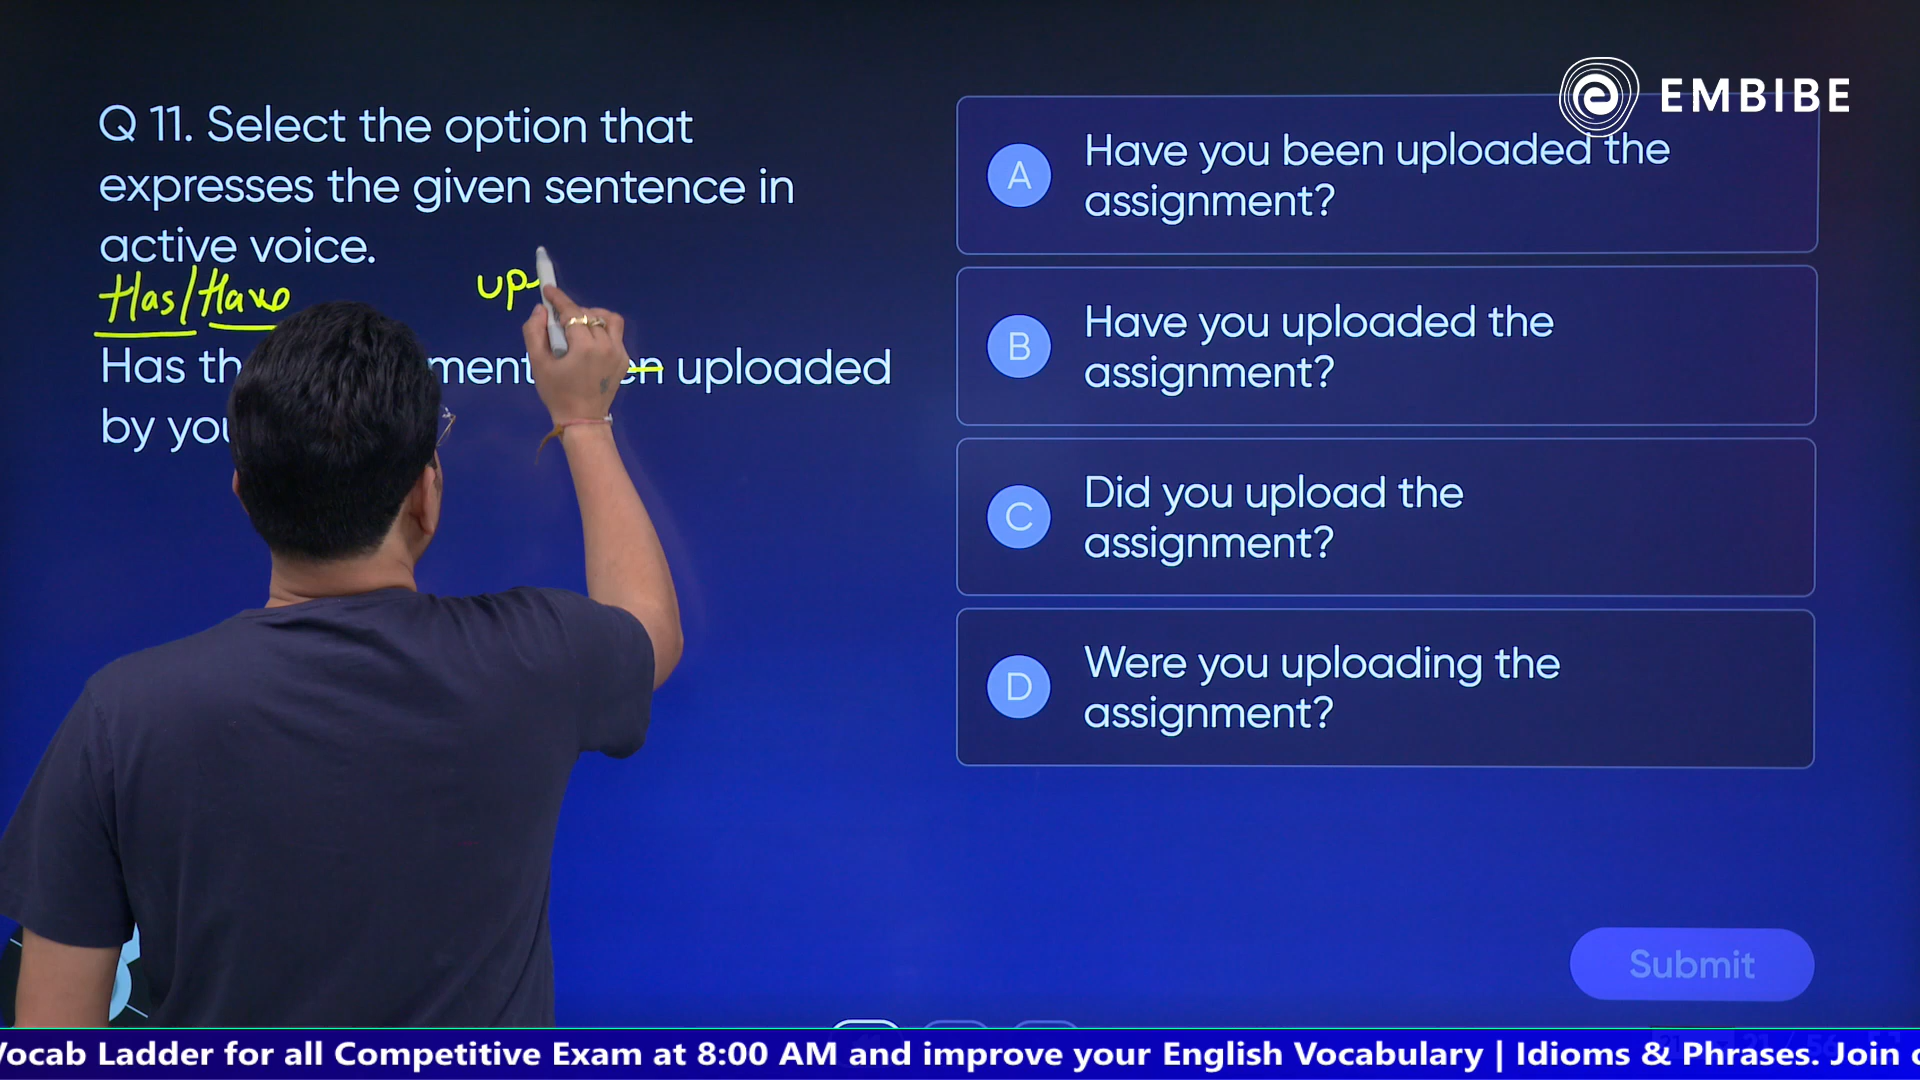 EMBIBE
Q 11. Select the option that
expresses the given sentence in
active voice.
Has/Have up
Has th ment en uploaded
by you
A Have you been uploaded the
assignment?
B Have you uploaded the
assignment?
C Did you upload the
assignment?
D Were you uploading the
assignment?
Submit
Vocab Ladder for all Competitive Exam at 8:00 AM and improve your English Vocabulary | Idioms & Phrases. Join